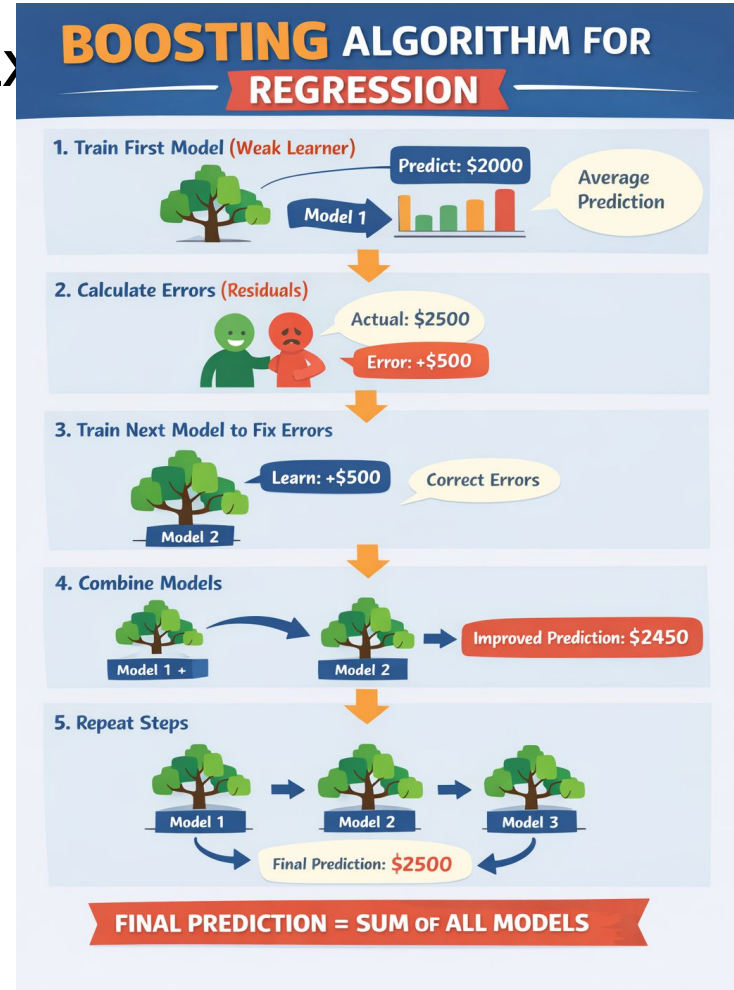 BOOSTING ALGORITHM FOR
REGRESSION
1. Train First Model (Weak Learner)
Predict: $2000
Model 1
Average
Prediction
2. Calculate Errors (Residuals)
Actual: $2500
Error: +$500
3. Train Next Model to Fix Errors
Learn: +$500
Correct Errors
Model 2
4. Combine Models
Improved Prediction: $2450
Model 1 +
Model 2
5. Repeat Steps
Model 1
Model 2
Model 3
Final Prediction: $2500
FINAL PREDICTION = SUM OF ALL MODELS